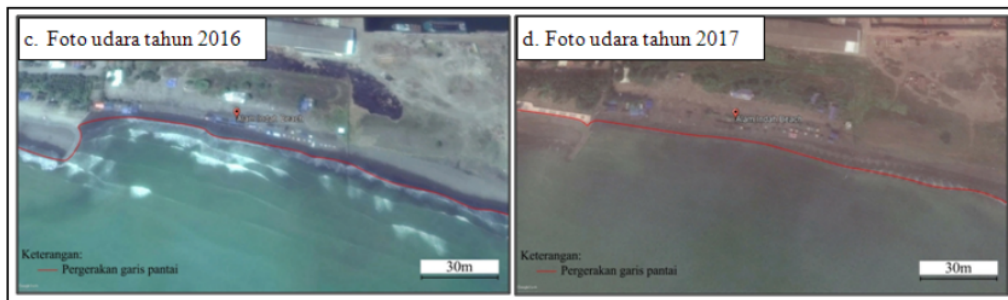 c. Foto udara tahun 2016
Keterangan:
Pergerakan garis pantai
30m
d. Foto udara tahun 2017
Keterangan:
Pergerakan garis pantai
30m